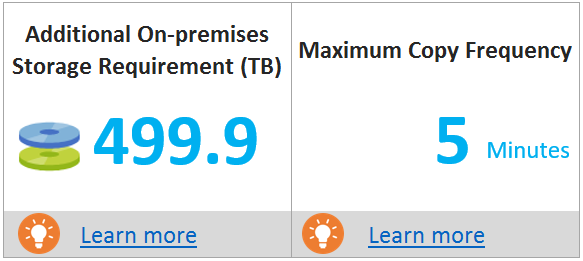 Additional On-premises
Storage Requirement (TB)
499.9
Learn more
Maximum Copy Frequency
5 Minutes
Learn more